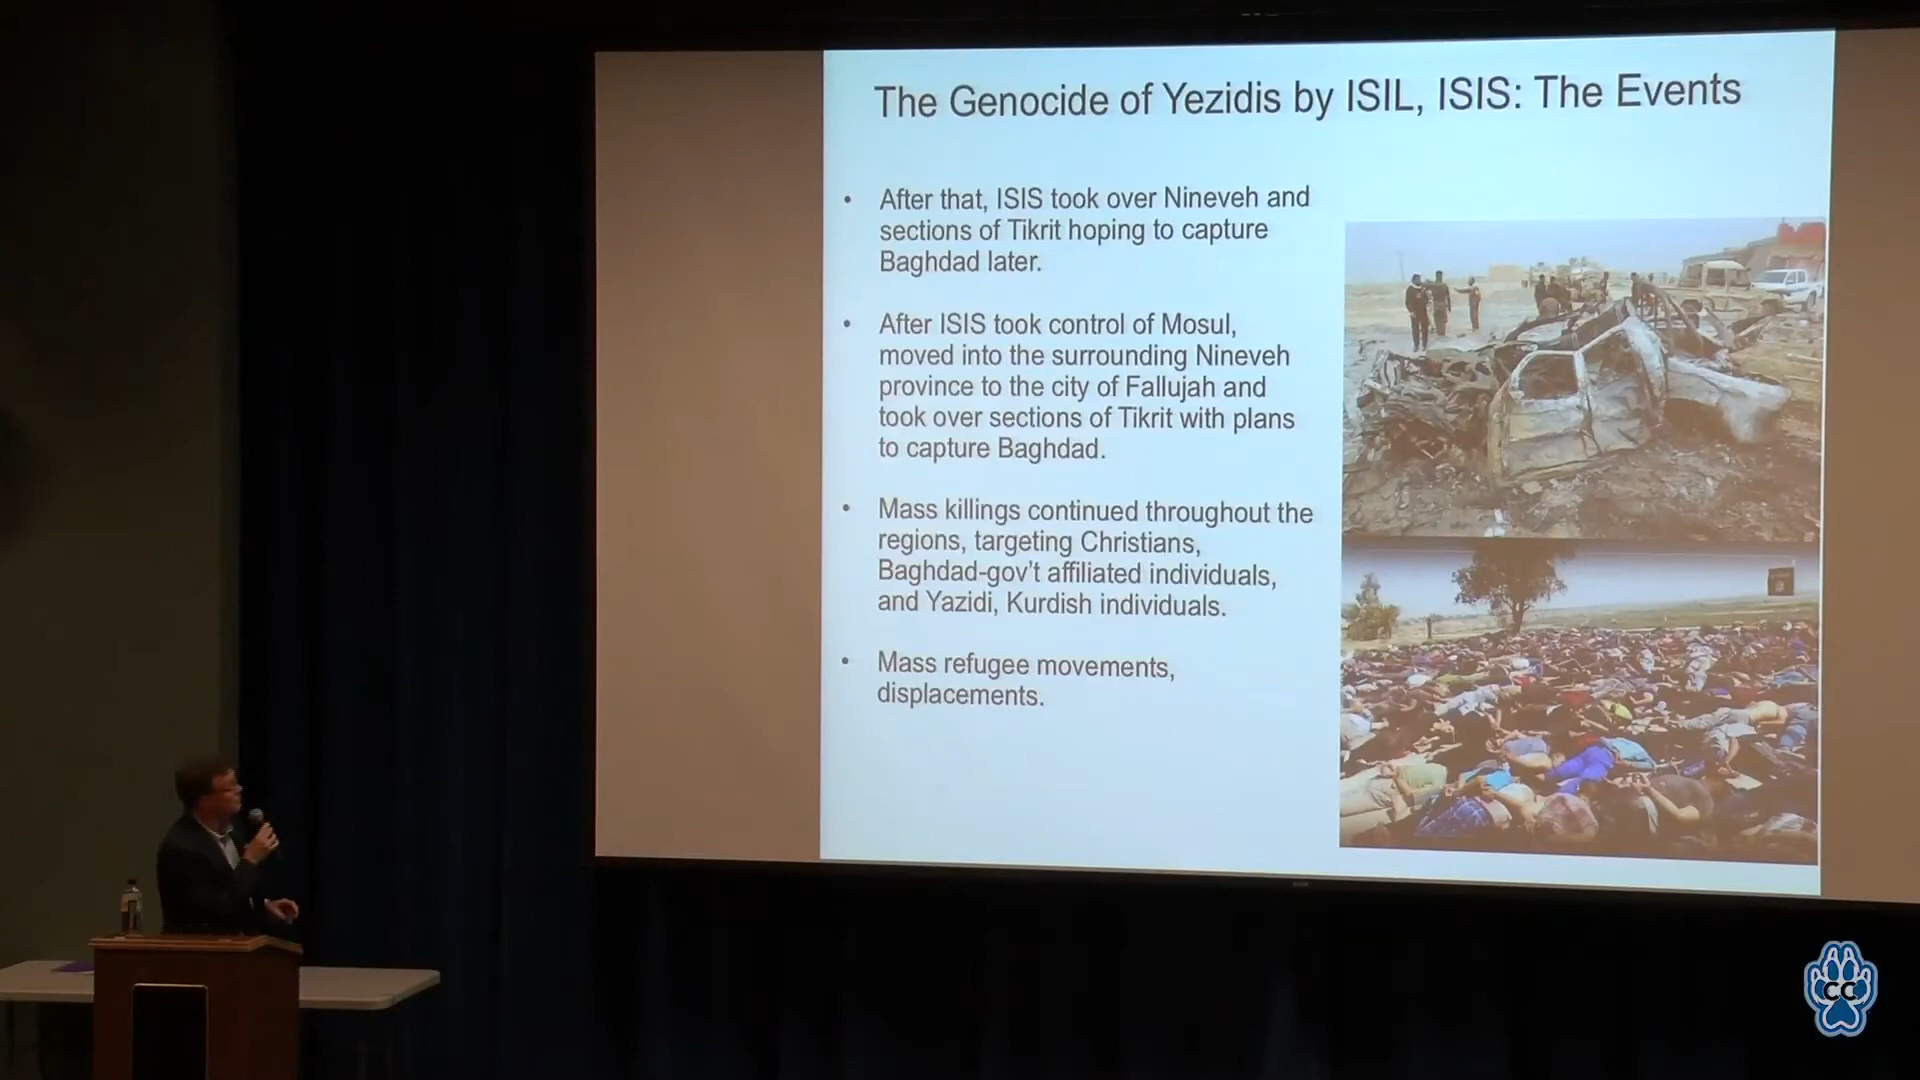 The Genocide of Yezidis by ISIL, ISIS: The Events
• After that, ISIS took over Nineveh and
sections of Tikrit hoping to capture
Baghdad later.
• After ISIS took control of Mosul,
moved into the surrounding Nineveh
province to the city of Fallujah and
took over sections of Tikrit with plans
to capture Baghdad.
• Mass killings continued throughout the
regions, targeting Christians,
Baghdad-gov't affiliated individuals,
and Yazidi, Kurdish individuals.
• Mass refugee movements,
displacements.
CC